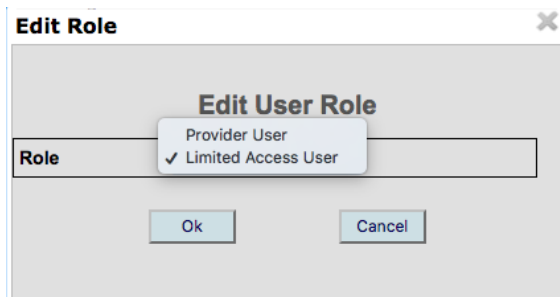 Edit Role
Edit User Role
Provider User
Role
✓ Limited Access User
Ok
Cancel